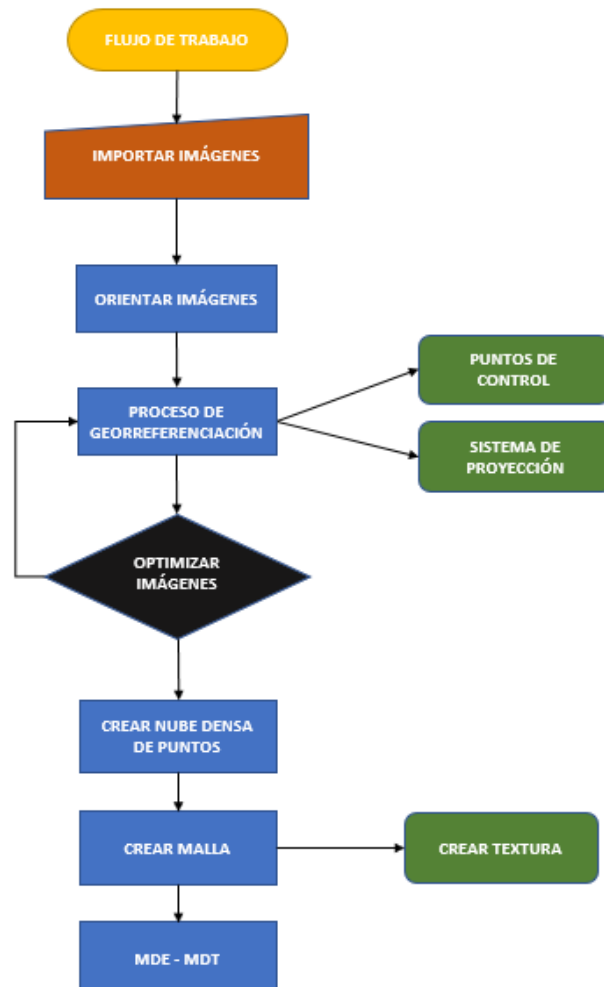 FLUJO DE TRABAJO
IMPORTAR IMÁGENES
ORIENTAR IMÁGENES
PROCESO DE
GEORREFERENCIACIÓN
PUNTOS DE
CONTROL
SISTEMA DE
PROYECCIÓN
OPTIMIZAR
IMÁGENES
CREAR NUBE DENSA
DE PUNTOS
CREAR MALLA
CREAR TEXTURA
MDE - MDT